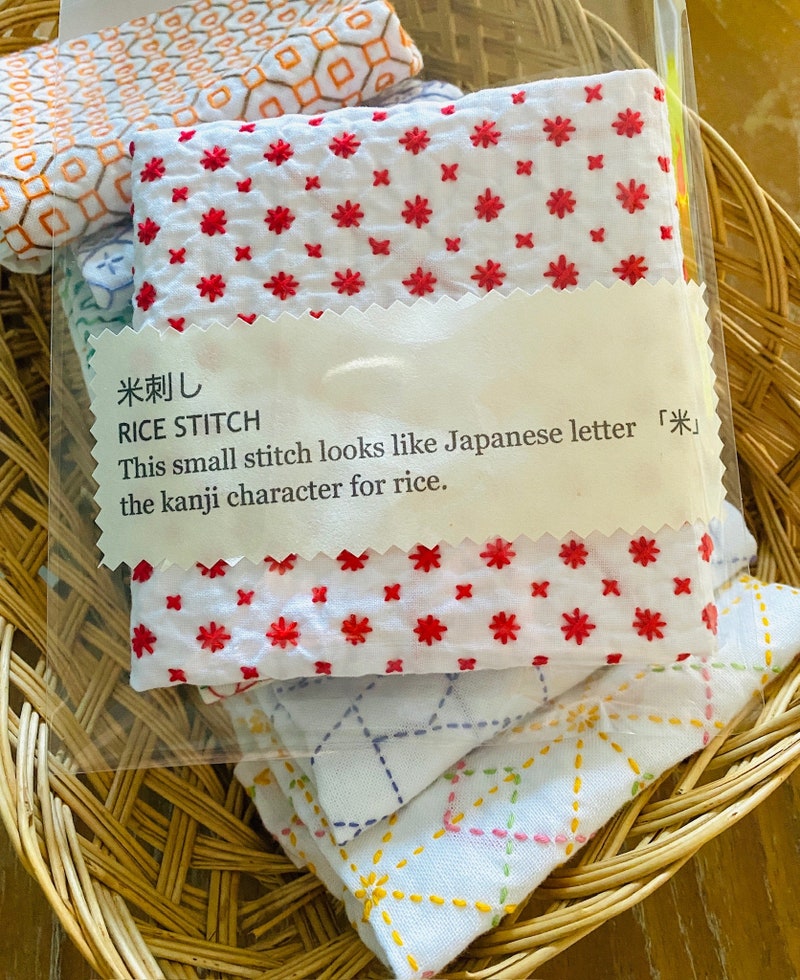 米刺し
RICE STITCH
This small stitch looks like Japanese letter 「米」
the kanji character for rice.